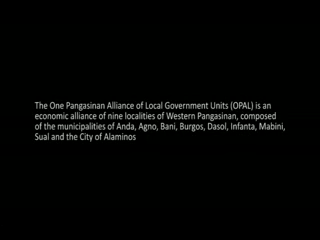 The One Pangasinan Alliance of Local Government Units (OPAL) is an
economic alliance of nine localities of Western Pangasinan, composed
of the municipalities of Anda, Agno, Bani, Burgos, Dasol, Infanta, Mabini,
Sual and the City of Alaminos